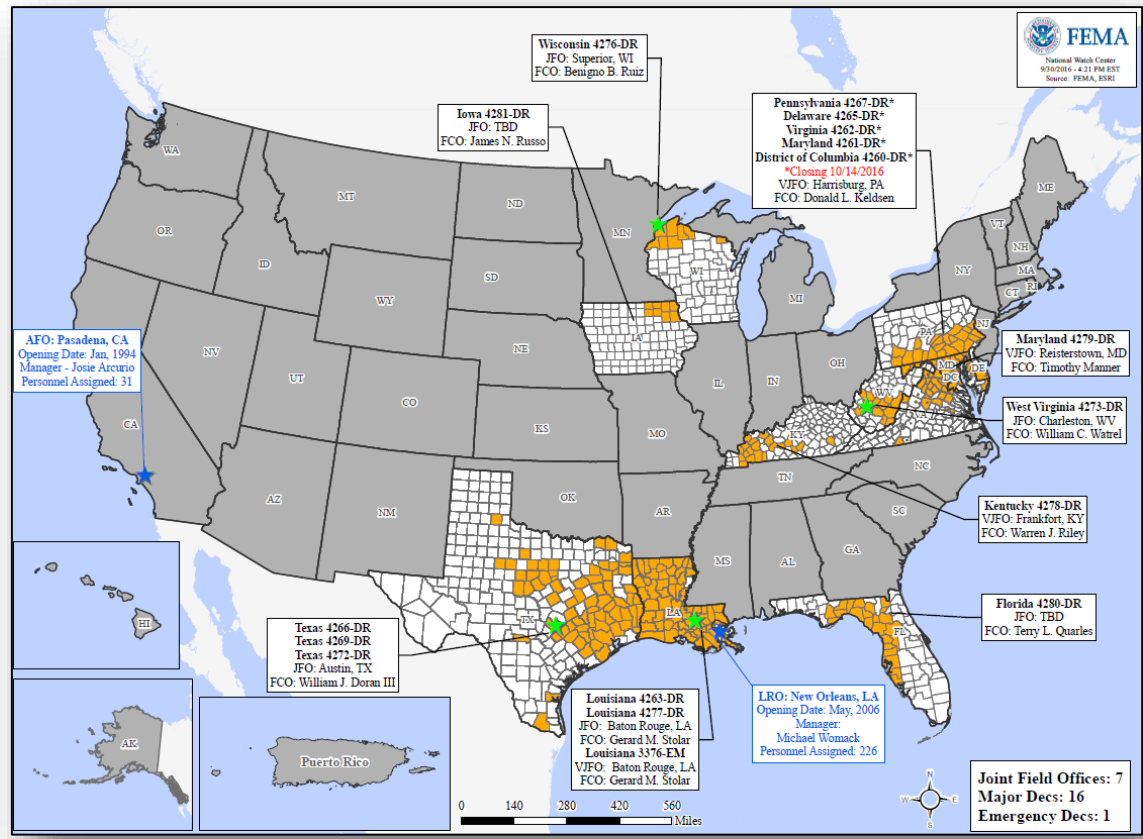 FEMA
National Watch Center
9/30/2016 - 4:21 PM EST
Source: FEMA, ESRI
Wisconsin 4276-DR
JFO: Superior, WI
FCO: Benigno B. Ruiz
Iowa 4281-DR
JFO: TBD
FCO: James N. Russo
Pennsylvania 4267-DR*
Delaware 4265-DR*
Virginia 4262-DR*
Maryland 4261-DR*
District of Columbia 4260-DR*
*Closing 10/14/2016
VJFO: Harrisburg, PA
FCO: Donald L. Keldsen
AFO: Pasadena, CA
Opening Date: Jan, 1994
Manager - Josie Arcurio
Personnel Assigned: 31
Maryland 4279-DR
VJFO: Reisterstown, MD
FCO: Timothy Manner
West Virginia 4273-DR
JFO: Charleston, WV
FCO: William C. Watrel
Kentucky 4278-DR
VJFO: Frankfort, KY
FCO: Warren J. Riley
Florida 4280-DR
JFO: TBD
FCO: Terry L. Quarles
Texas 4266-DR
Texas 4269-DR
Texas 4272-DR
JFO: Austin, TX
FCO: William J. Doran III
Louisiana 4263-DR
Louisiana 4277-DR
JFO: Baton Rouge, LA
FCO: Gerard M. Stolar
Louisiana 3376-EM
VJFO: Baton Rouge, LA
FCO: Gerard M. Stolar
LRO: New Orleans, LA
Opening Date: May, 2006
Manager:
Michael Womack
Personnel Assigned: 226
WA
MT
ND
MN
ME
VT
NH
OR
ID
SD
WI
NY
MA
CT
RI
WY
MI
PA
NJ
NV
NE
IA
OH
MD
DE
DC
UT
CO
IL
IN
WV
VA
CA
KS
MO
KY
NC
TN
AZ
NM
OK
AR
SC
MS
AL
GA
TX
LA
FL
HI
AK
Puerto Rico
0 140 280 420 560
Miles
N
W E
S
Joint Field Offices: 7
Major Decs: 16
Emergency Decs: 1